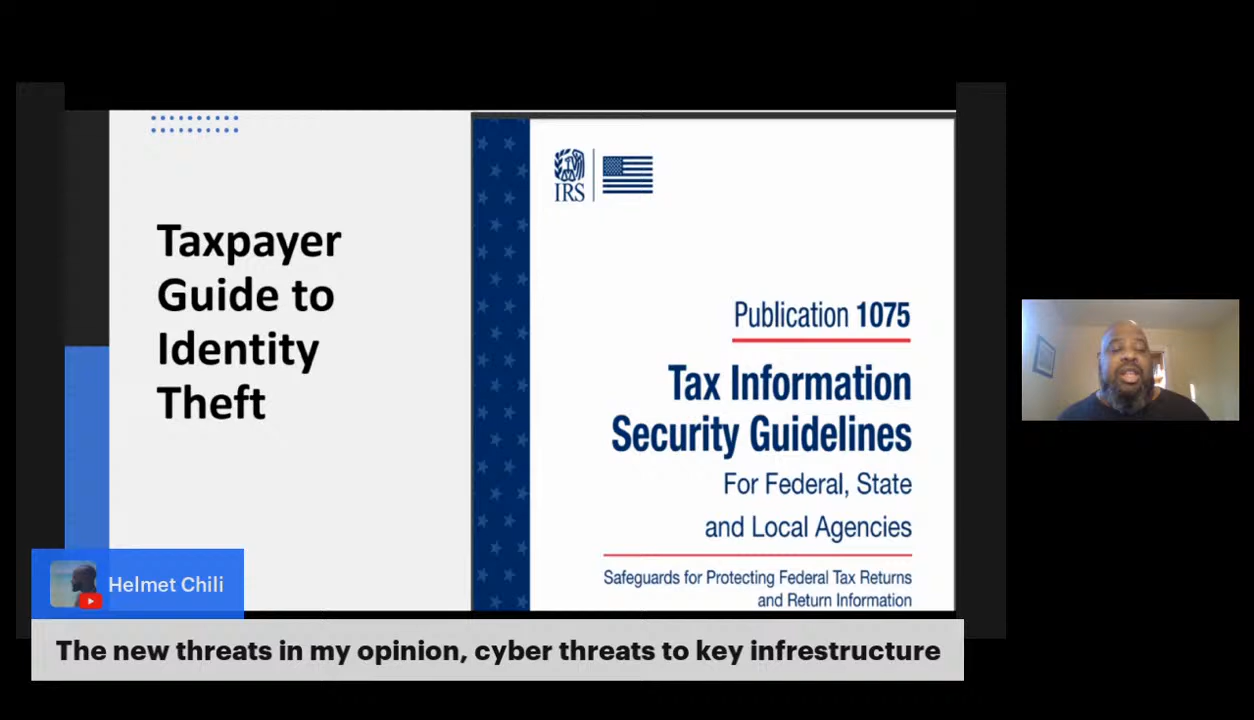 Taxpayer
Guide to
Identity
Theft
IRS
Publication 1075
Tax Information
Security Guidelines
For Federal, State
and Local Agencies
Safeguards for Protecting Federal Tax Returns
and Return Information
Helmet Chili
The new threats in my opinion, cyber threats to key infrestructure